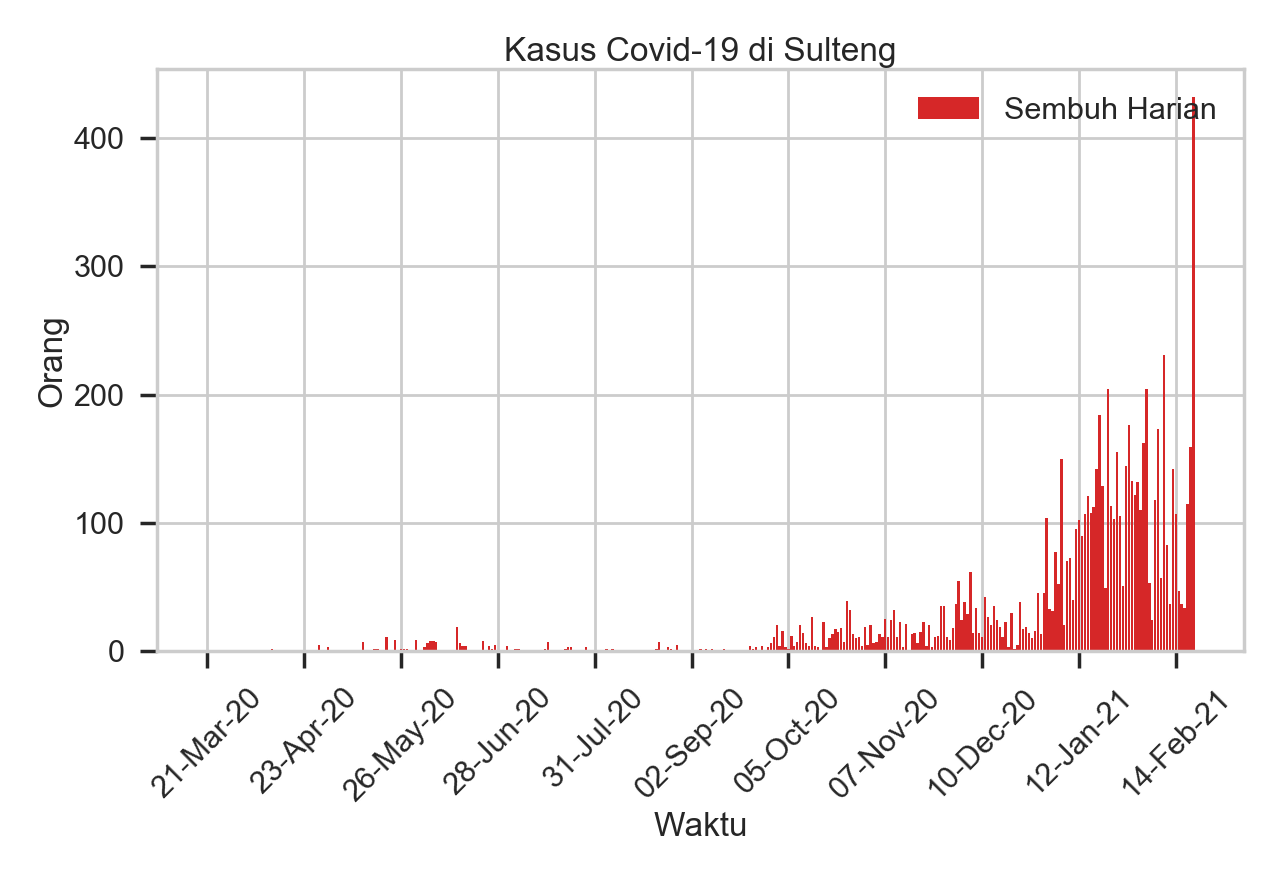 Kasus Covid-19 di Sulteng
Sembuh Harian
400
300
200
100
0
Orang
21-Mar-20
23-Apr-20
26-May-20
28-Jun-20
31-Jul-20
02-Sep-20
05-Oct-20
07-Nov-20
10-Dec-20
12-Jan-21
14-Feb-21
Waktu